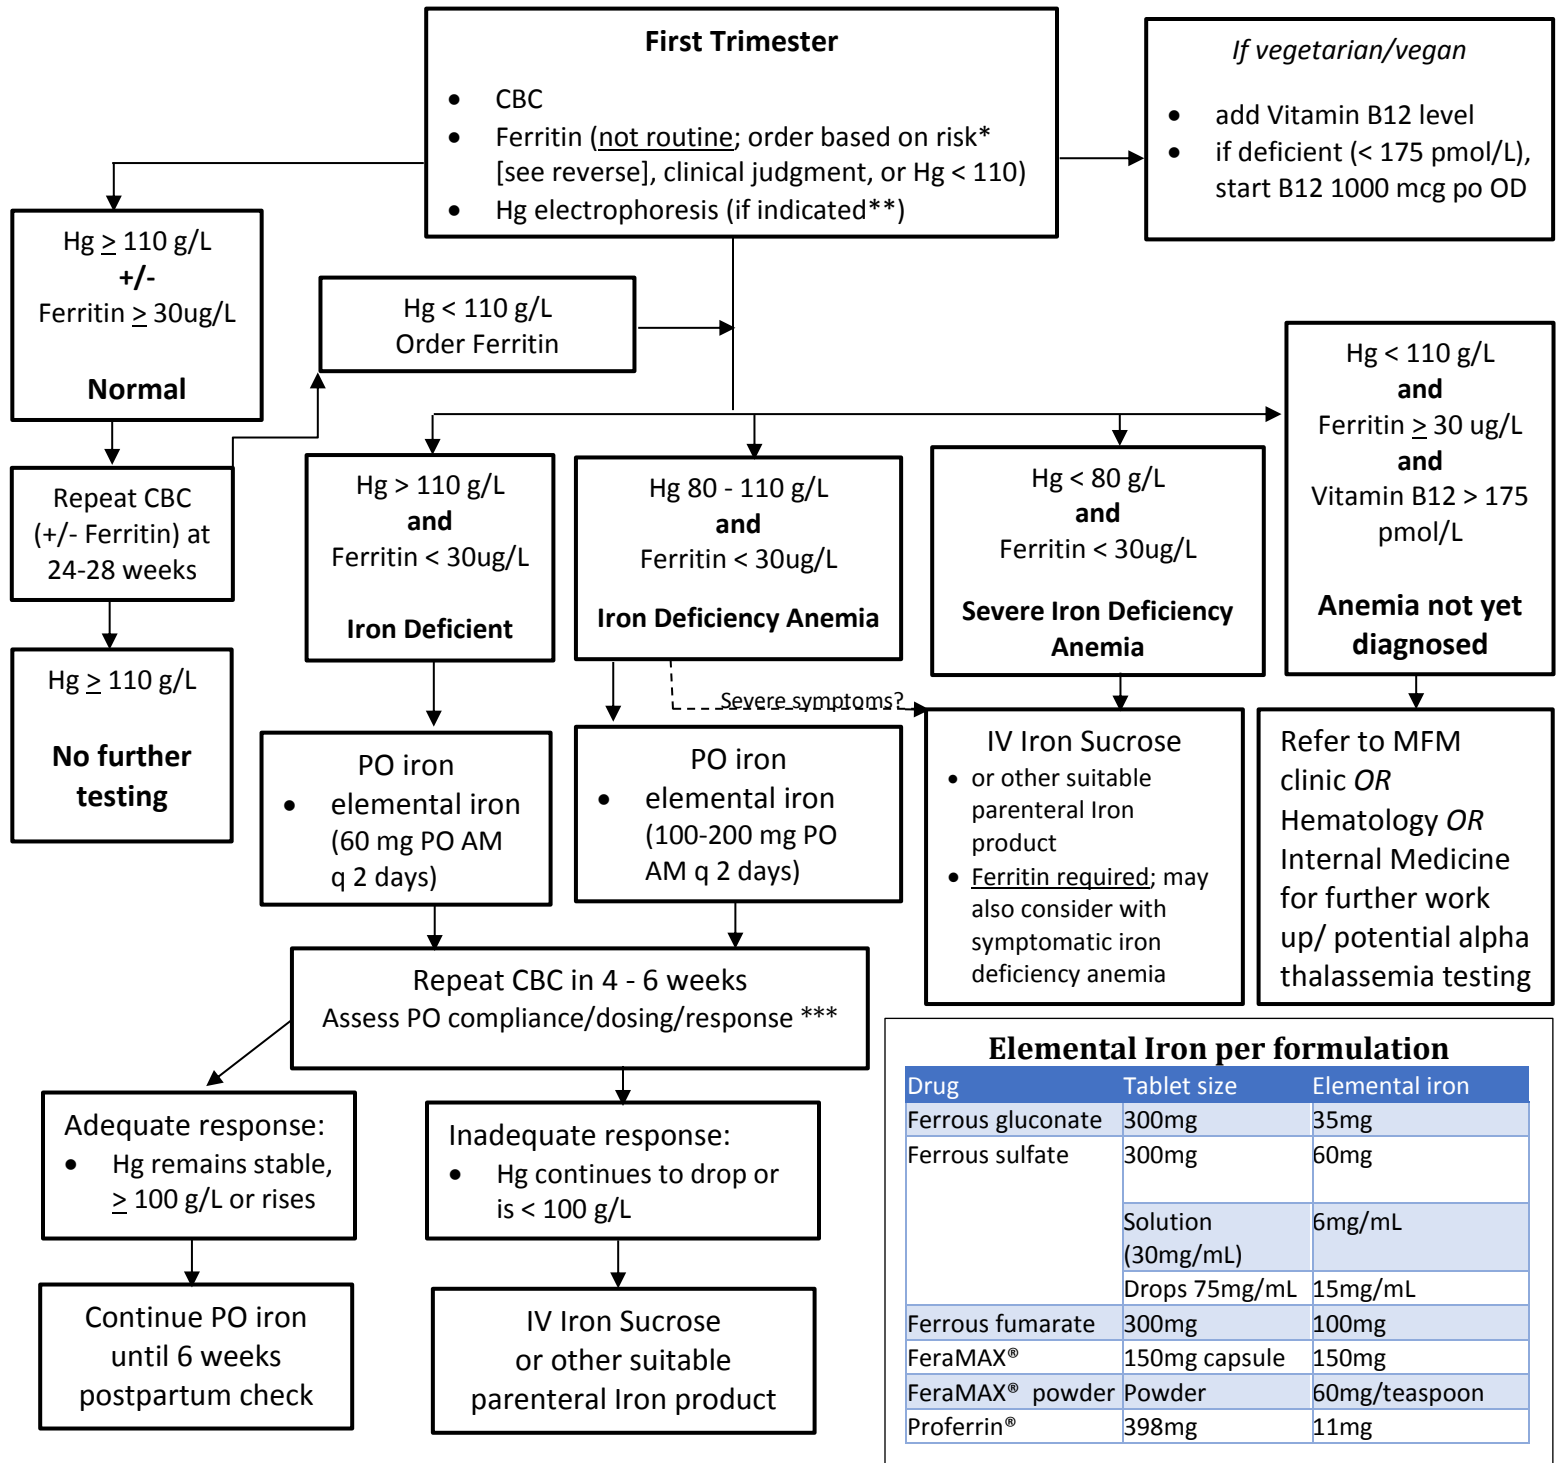 First Trimester
• CBC
• Ferritin (not routine; order based on risk*
[see reverse], clinical judgment, or Hg < 110)
• Hg electrophoresis (if indicated**)
If vegetarian/vegan
• add Vitamin B12 level
• if deficient (< 175 pmol/L),
start B12 1000 mcg po OD
Hg ≥ 110 g/L
+/-
Ferritin ≥ 30ug/L
Normal
Hg < 110 g/L
Order Ferritin
Repeat CBC
(+/- Ferritin) at
24-28 weeks
Hg ≥ 110 g/L
No further
testing
Hg > 110 g/L
and
Ferritin < 30ug/L
Iron Deficient
Hg 80 - 110 g/L
and
Ferritin < 30ug/L
Iron Deficiency Anemia
Hg < 80 g/L
and
Ferritin < 30ug/L
Severe Iron Deficiency
Anemia
Hg < 110 g/L
and
Ferritin ≥ 30 ug/L
and
Vitamin B12 > 175
pmol/L
Anemia not yet
diagnosed
Severe symptoms?
PO iron
• elemental iron
(60 mg PO AM
q 2 days)
PO iron
• elemental iron
(100-200 mg PO
AM q 2 days)
IV Iron Sucrose
• or other suitable
parenteral Iron
product
• Ferritin required; may
also consider with
symptomatic iron
deficiency anemia
Refer to MFM
clinic OR
Hematology OR
Internal Medicine
for further work
up/ potential alpha
thalassemia testing
Repeat CBC in 4 - 6 weeks
Assess PO compliance/dosing/response ***
Adequate response:
• Hg remains stable,
≥ 100 g/L or rises
Inadequate response:
• Hg continues to drop or
is < 100 g/L
Continue PO iron
until 6 weeks
postpartum check
IV Iron Sucrose
or other suitable
parenteral Iron product
Elemental Iron per formulation
Drug Tablet size Elemental iron
Ferrous gluconate 300mg 35mg
Ferrous sulfate 300mg 60mg
Solution 6mg/mL
(30mg/mL)
Drops 75mg/mL 15mg/mL
Ferrous fumarate 300mg 100mg
FeraMAX® 150mg capsule 150mg
FeraMAX® powder Powder 60mg/teaspoon
Proferrin® 398mg 11mg